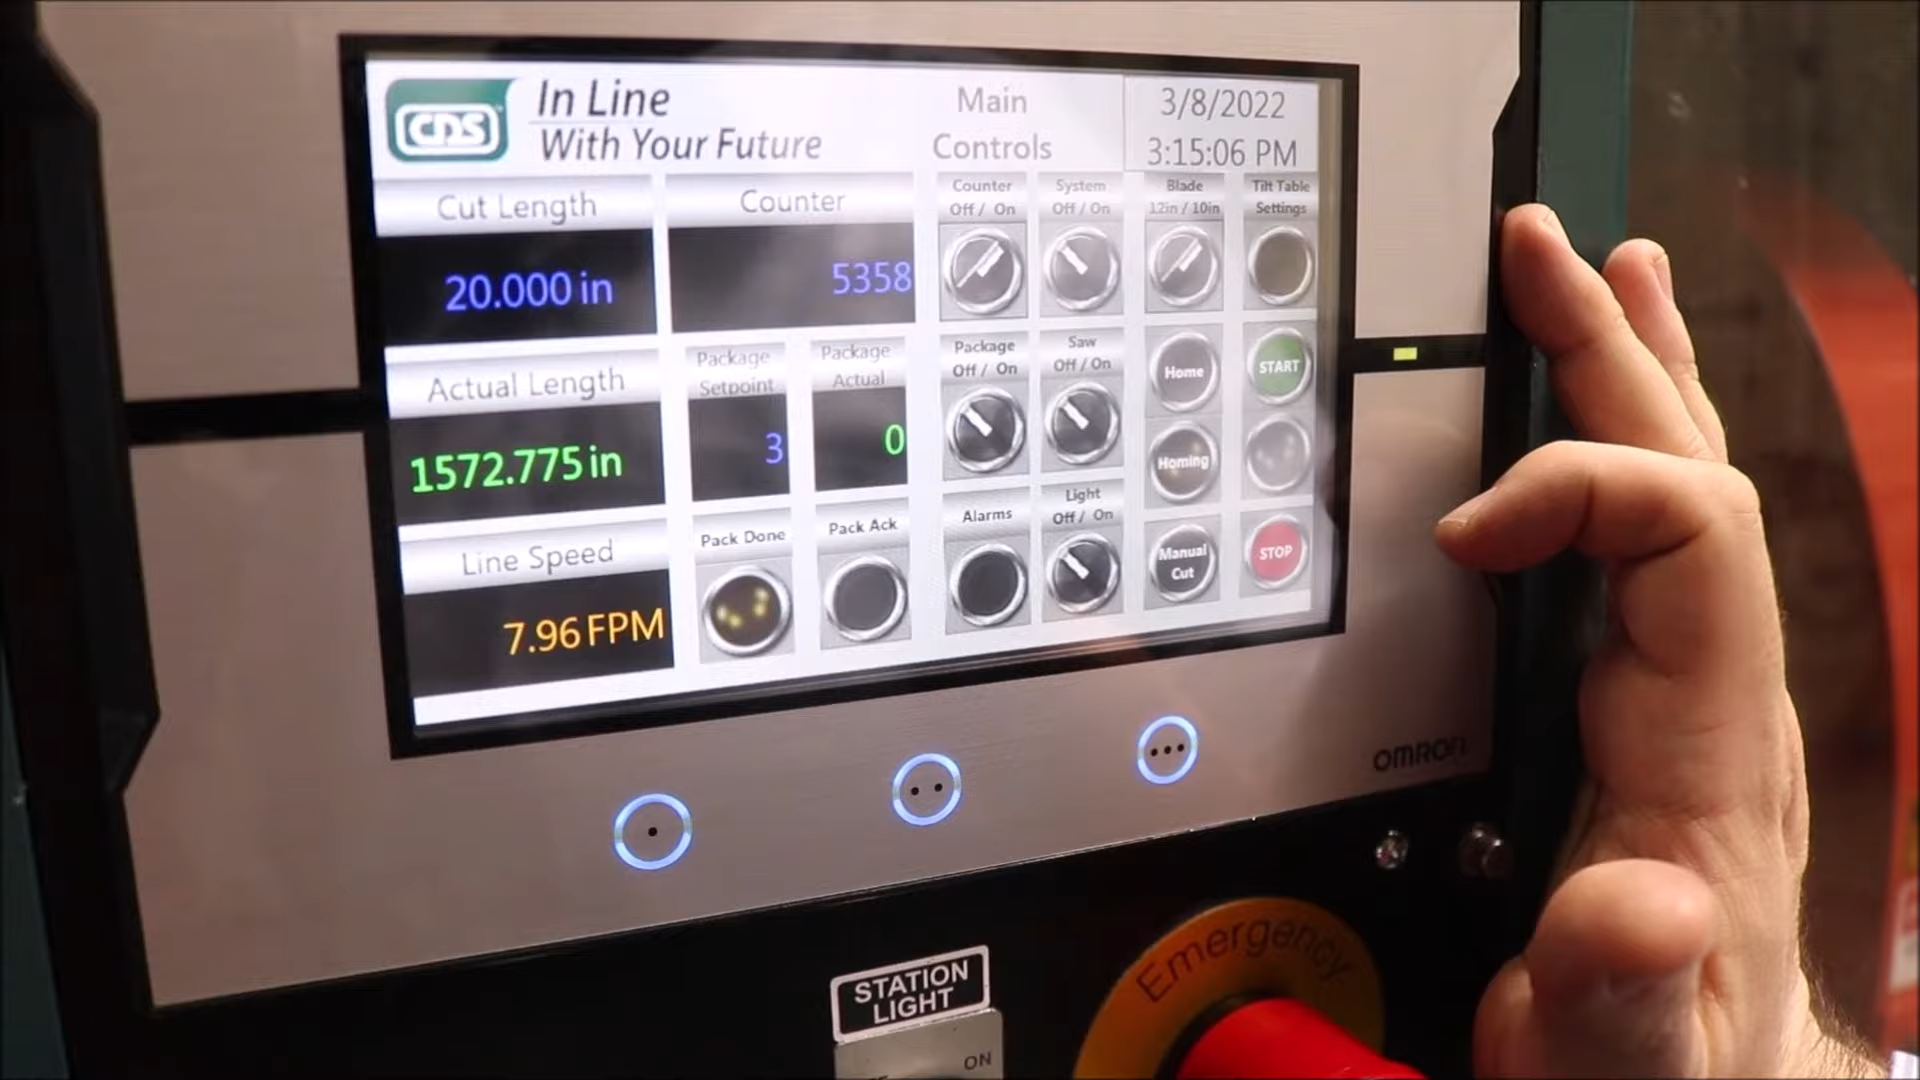 CDS
In Line
With Your Future
Main
Controls
3/8/2022
3:15:06 PM
Cut Length
20.000 in
Counter
5358
Counter
Off / On
System
Off / On
Blade
12in / 10in
Tilt Table
Settings
Actual Length
1572.775 in
Package
Setpoint
3
Package
Actual
0
Package
Off / On
Saw
Off / On
Home
START
Homing
Line Speed
7.96 FPM
Pack Done
Pack Ack
Alarms
Light
Off / On
Manual
Cut
STOP
OMRON
Emergency
STATION
LIGHT
ON